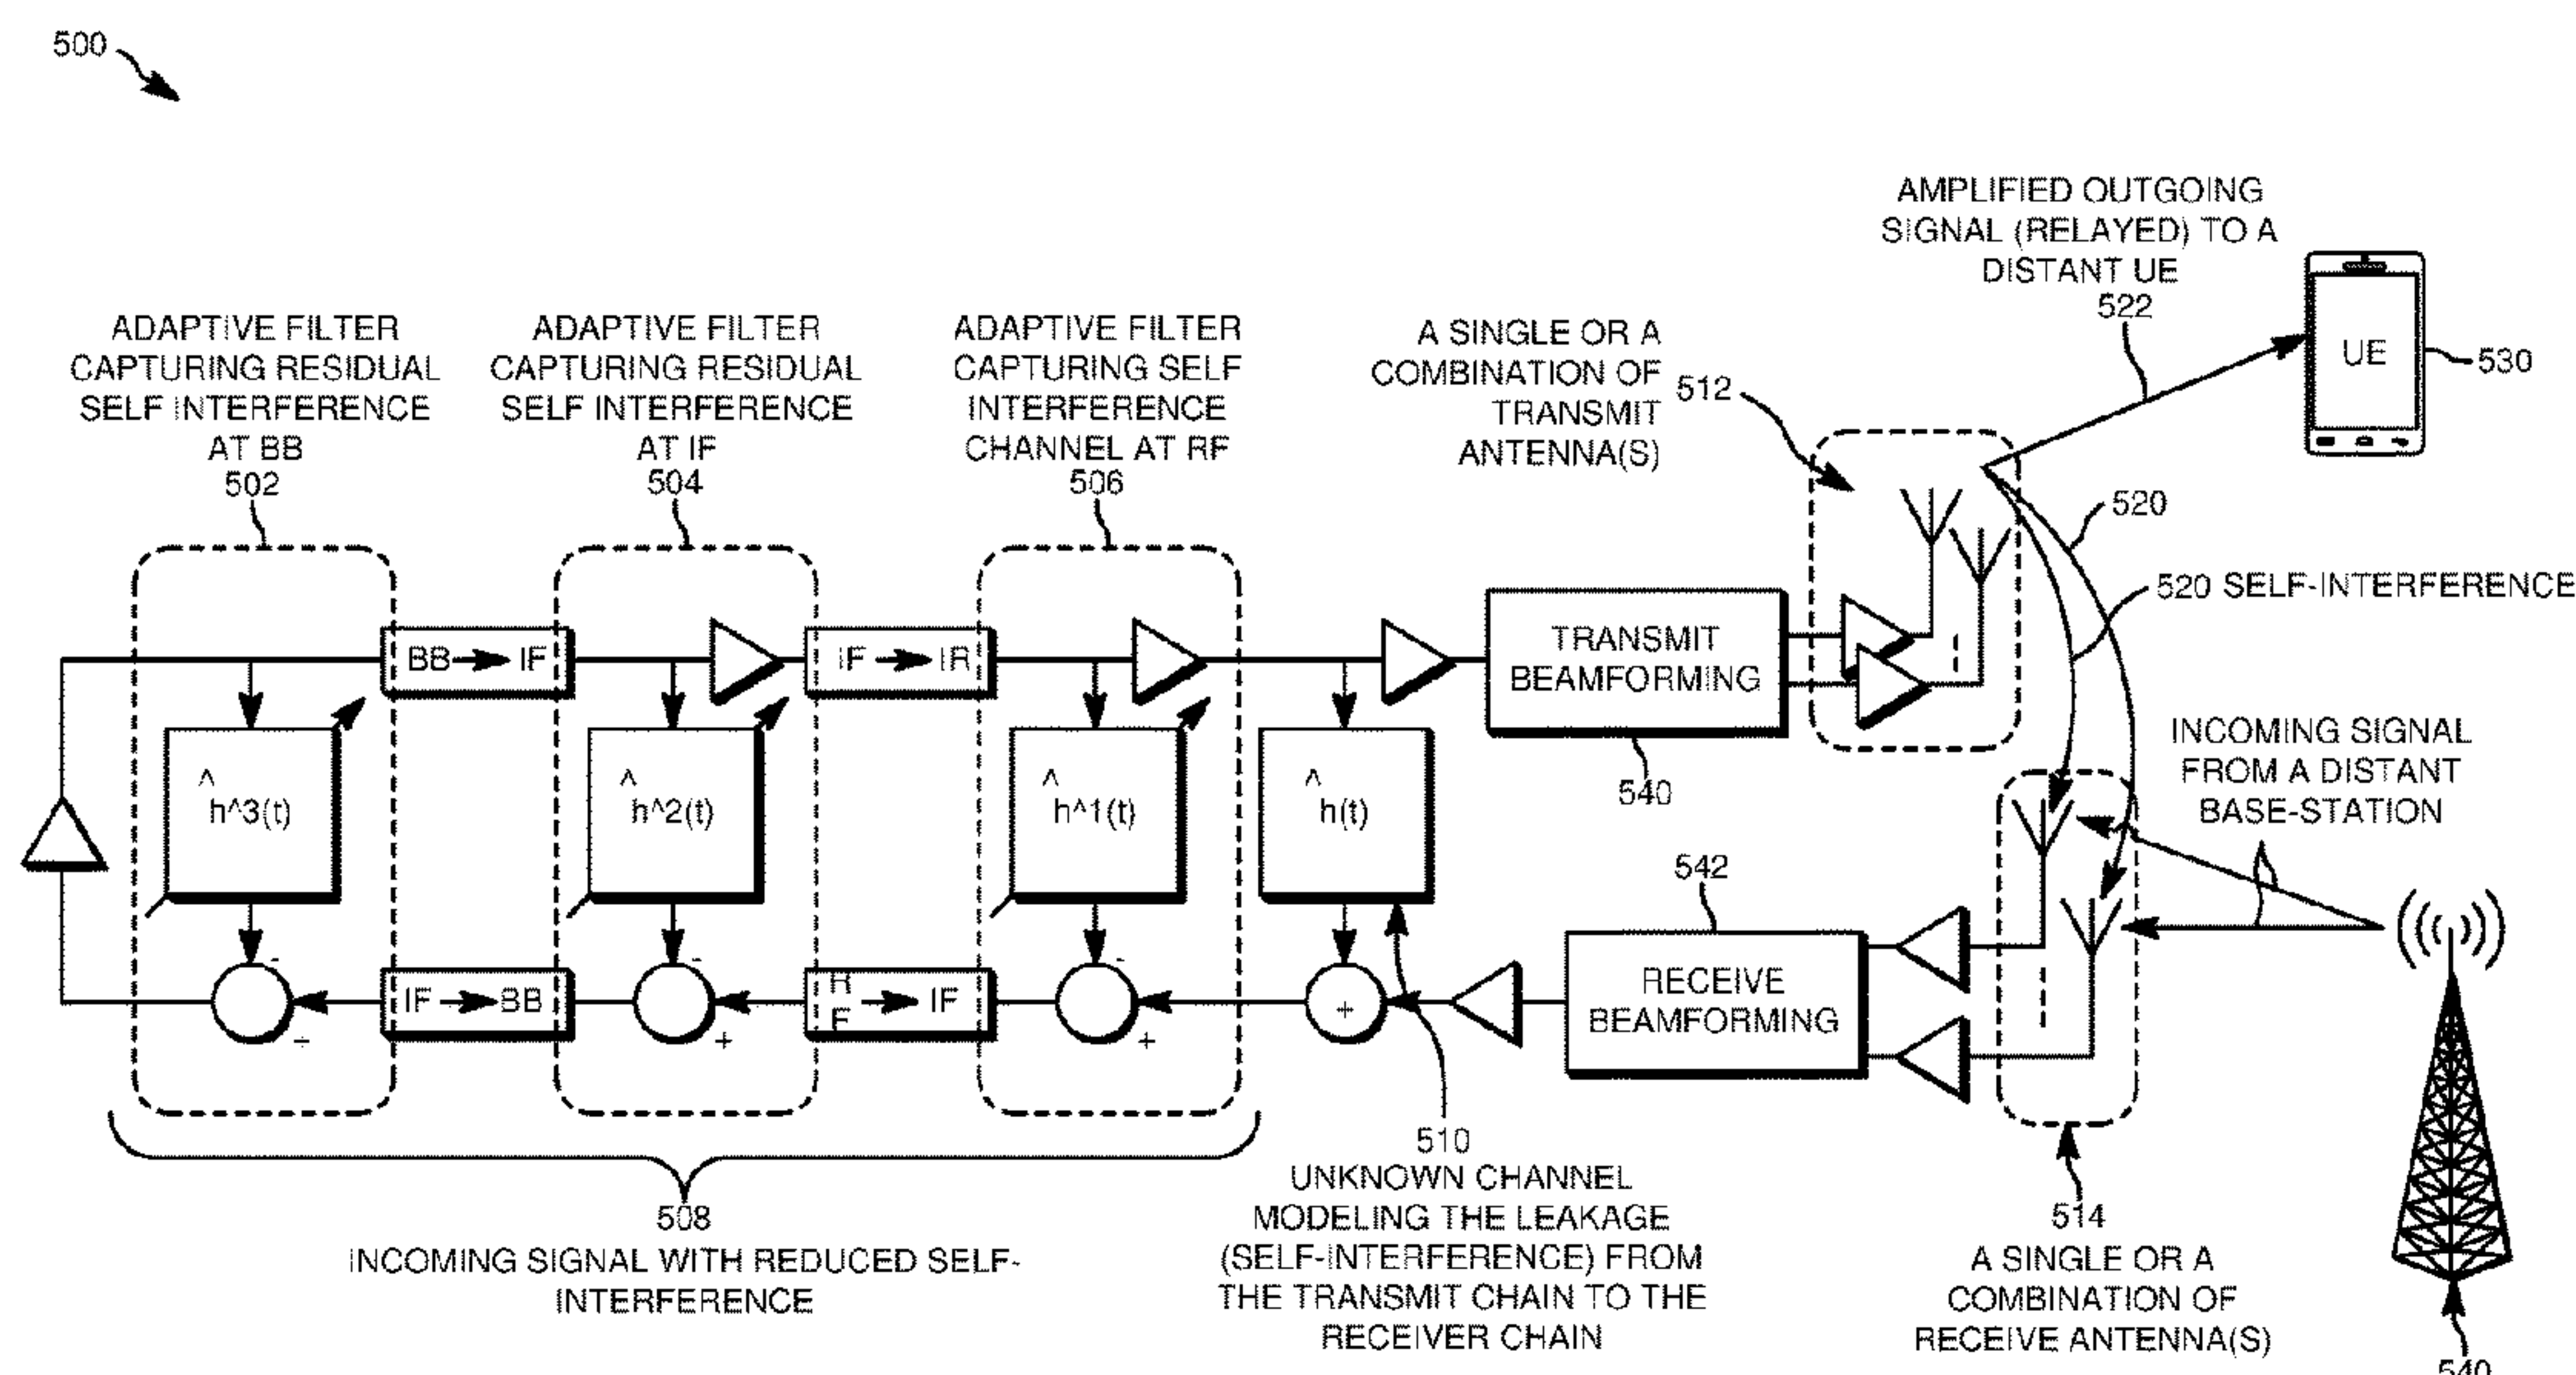 500
AMPLIFIED OUTGOING
SIGNAL (RELAYED) TO A
DISTANT UE
522
UE
530
ADAPTIVE FILTER
CAPTURING RESIDUAL
SELF INTERFERENCE
AT BB
502
ADAPTIVE FILTER
CAPTURING RESIDUAL
SELF INTERFERENCE
AT IF
504
ADAPTIVE FILTER
CAPTURING SELF
INTERFERENCE
CHANNEL AT RF
506
A SINGLE OR A
COMBINATION OF
TRANSMIT
ANTENNA(S)
512
520
520 SELF-INTERFERENCE
BB IF
IF IR
TRANSMIT
BEAMFORMING
540
^
h^3(t)
^
h^2(t)
^
h^1(t)
^
h(t)
INCOMING SIGNAL
FROM A DISTANT
BASE-STATION
542
RECEIVE
BEAMFORMING
-
+
IF BB
-
+
RF IF
-
+
+
510
UNKNOWN CHANNEL
MODELING THE LEAKAGE
(SELF-INTERFERENCE) FROM
THE TRANSMIT CHAIN TO THE
RECEIVER CHAIN
508
INCOMING SIGNAL WITH REDUCED SELF-
INTERFERENCE
514
A SINGLE OR A
COMBINATION OF
RECEIVE ANTENNA(S)
540